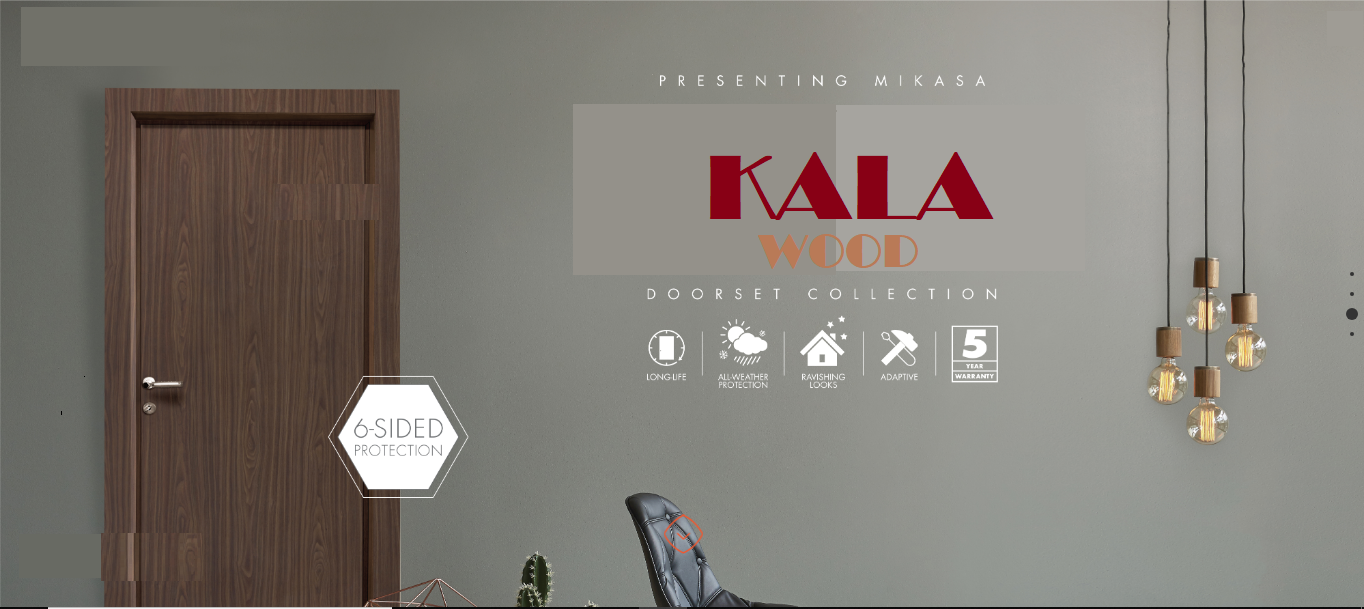 PRESENTING MIKASA
KALA
WOOD
DOORSET COLLECTION
LONG-LIFE
ALL-WEATHER
PROTECTION
RAVISHING
LOOKS
ADAPTIVE
5
YEAR
WARRANTY
6-SIDED
PROTECTION